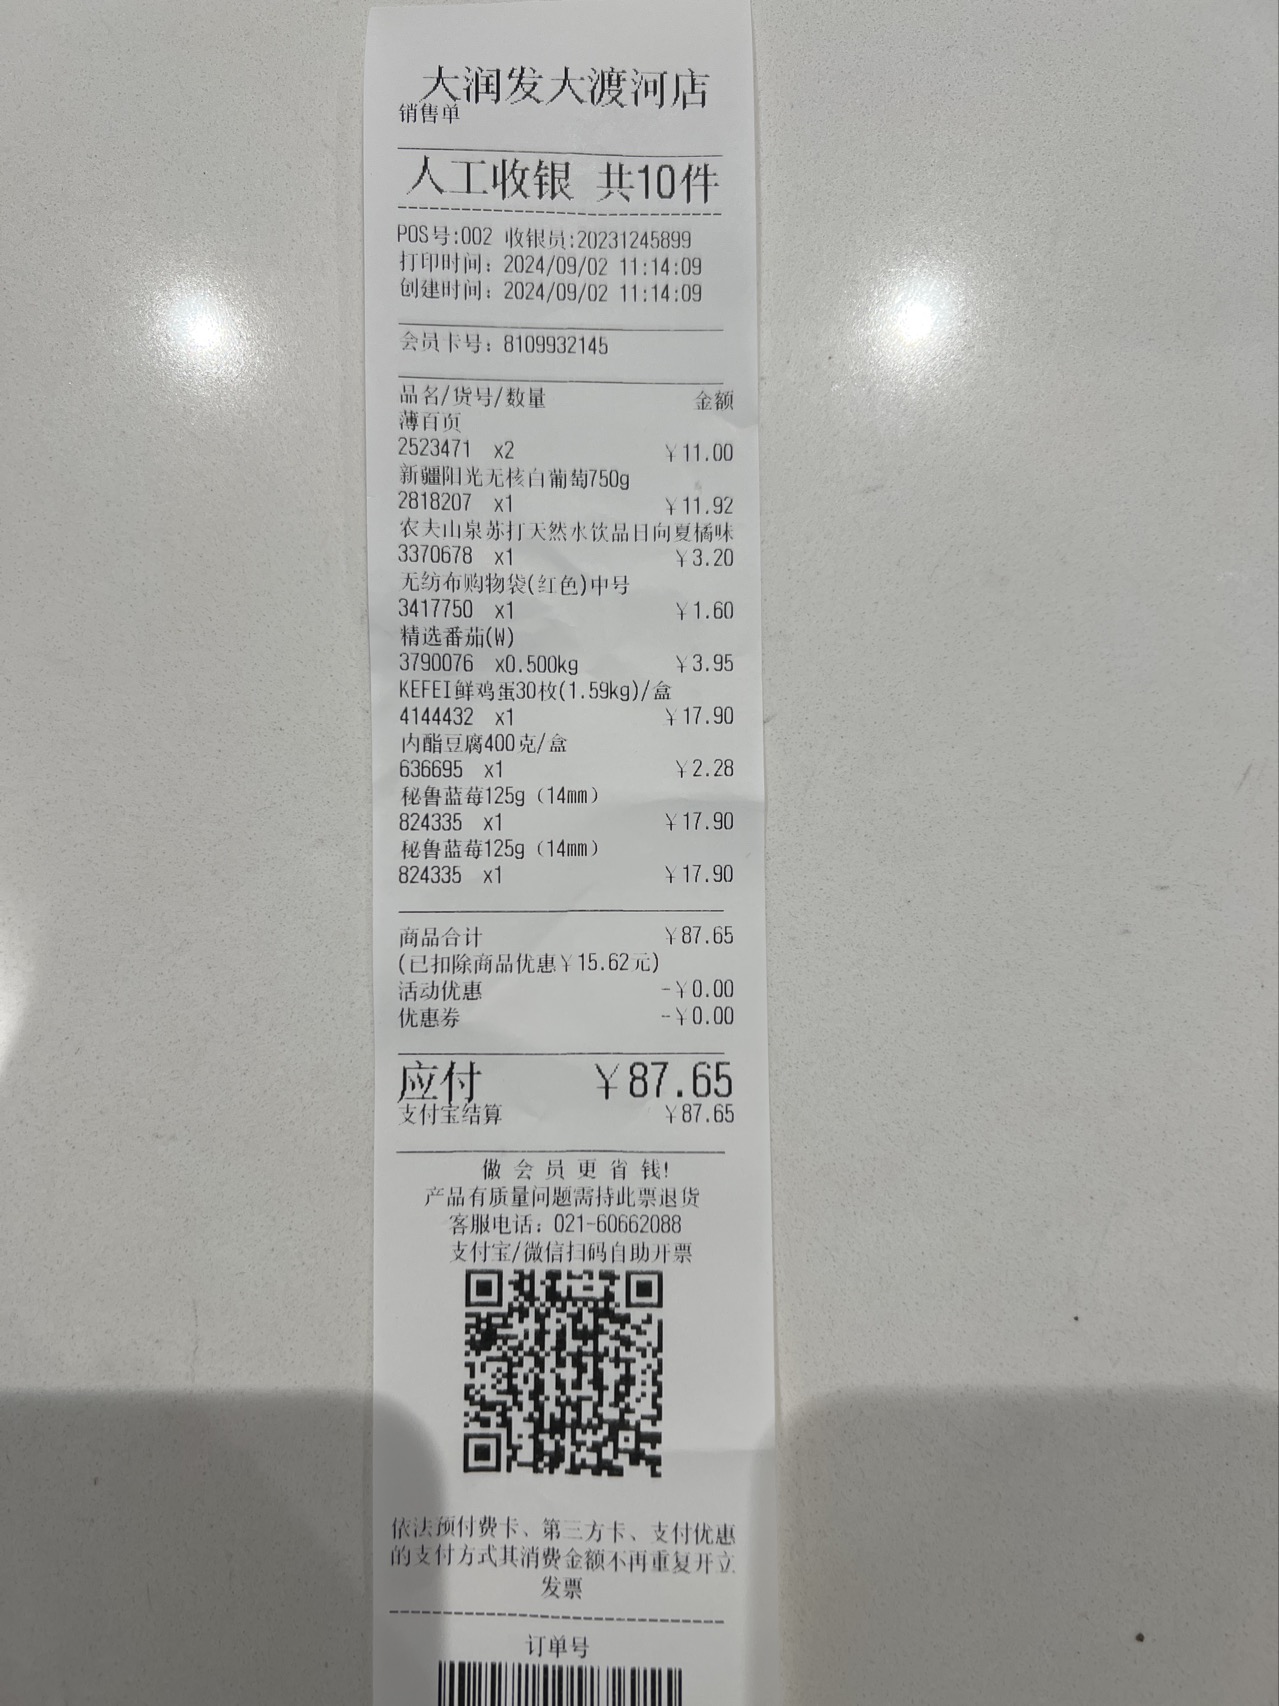 大润发大渡河店
销售单
人工收银 共10件
POS号:002 收银员:20231245899
打印时间: 2024/09/02 11:14:09
创建时间: 2024/09/02 11:14:09
会员卡号: 8109932145
品名/货号/数量 金额
薄百页
2523471 x2 ¥11.00
新疆阳光无核白葡萄750g
2818207 x1 ¥11.92
农夫山泉苏打天然水饮品日向夏橘味
3370678 x1 ¥3.20
无纺布购物袋(红色)中号
3417750 x1 ¥1.60
精选番茄(W)
3790076 x0.500kg ¥3.95
KEFEI鲜鸡蛋30枚(1.59kg)/盒
4144432 x1 ¥17.90
内酯豆腐400克/盒
636695 x1 ¥2.28
秘鲁蓝莓125g（14mm）
824335 x1 ¥17.90
秘鲁蓝莓125g（14mm）
824335 x1 ¥17.90
商品合计 ¥87.65
(已扣除商品优惠¥15.62元)
活动优惠 -¥0.00
优惠券 -¥0.00
应付 ¥87.65
支付宝结算 ¥87.65
做会员更省钱!
产品有质量问题需持此票退货
客服电话: 021-60662088
支付宝/微信扫码自助开票
依法预付费卡、第三方卡、支付优惠
的支付方式其消费金额不再重复开立
发票
订单号